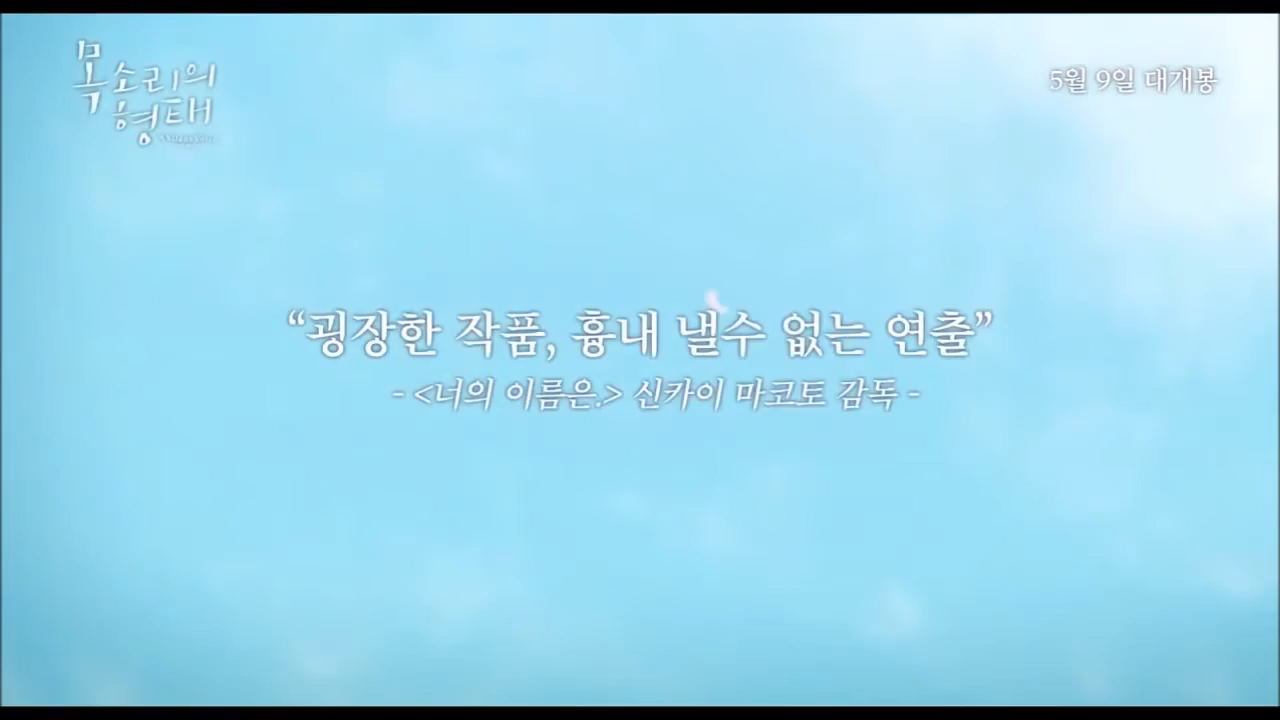 목소리의
형태
5월 9일 대개봉
“굉장한 작품, 흉내 낼수 없는 연출”
- <너의 이름은.> 신카이 마코토 감독 -